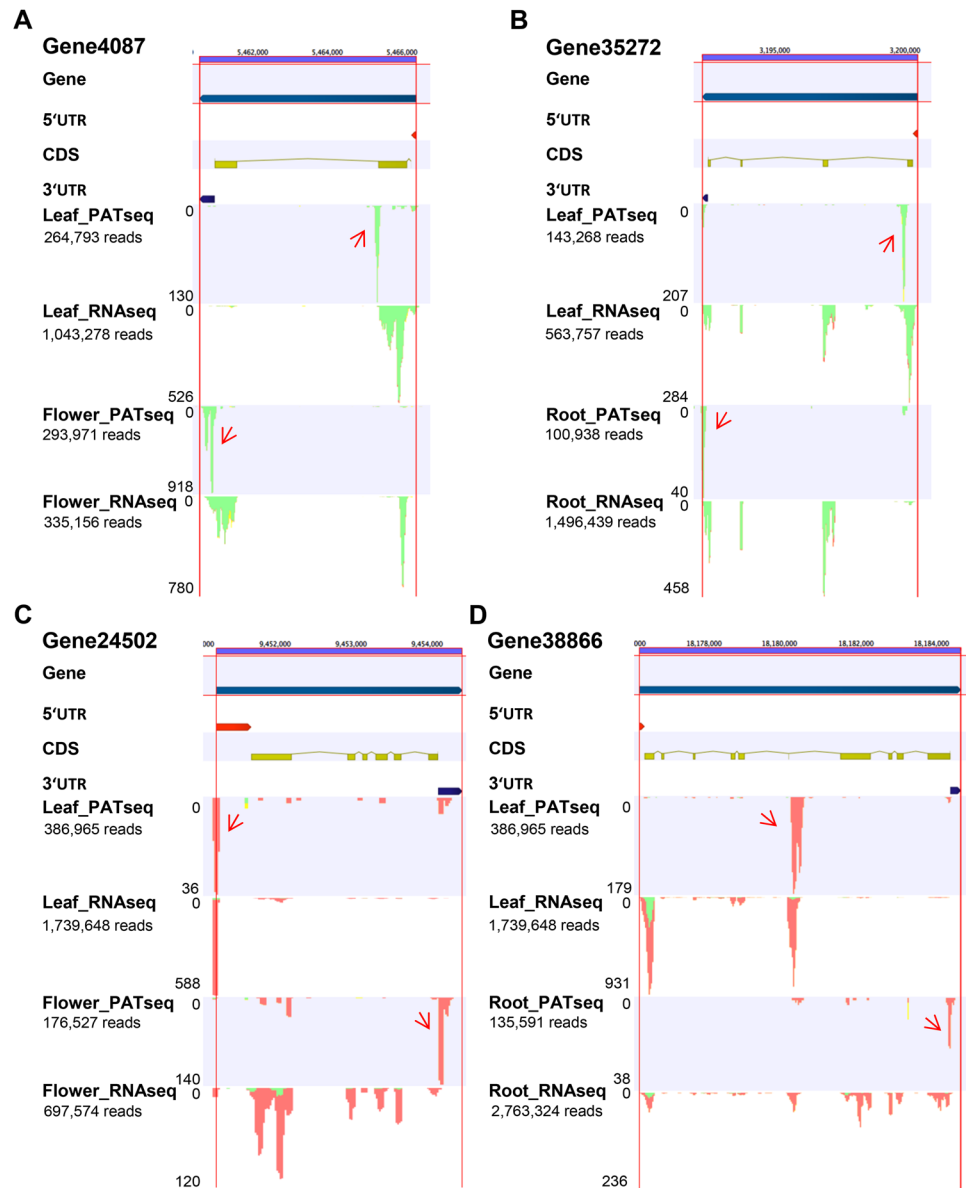 A
Gene4087
5,462,000 5,464,000 5,466,000
Gene
5'UTR
CDS
3'UTR
Leaf_PATseq
264,793 reads
0
130
Leaf_RNAseq
1,043,278 reads
0
526
Flower_PATseq
293,971 reads
0
918
Flower_RNAseq
335,156 reads
0
780
B
Gene35272
3,195,000 3,200,000
Gene
5'UTR
CDS
3'UTR
Leaf_PATseq
143,268 reads
0
207
Leaf_RNAseq
563,757 reads
0
284
Root_PATseq
100,938 reads
0
40
Root_RNAseq
1,496,439 reads
0
458
C
Gene24502
000 9,452,000 9,453,000 9,454,000
Gene
5'UTR
CDS
3'UTR
Leaf_PATseq
386,965 reads
0
36
Leaf_RNAseq
1,739,648 reads
0
588
Flower_PATseq
176,527 reads
0
140
Flower_RNAseq
697,574 reads
0
120
D
Gene38866
000 18,178,000 18,180,000 18,182,000 18,184,000
Gene
5'UTR
CDS
3'UTR
Leaf_PATseq
386,965 reads
0
179
Leaf_RNAseq
1,739,648 reads
0
931
Root_PATseq
135,591 reads
0
38
Root_RNAseq
2,763,324 reads
0
236